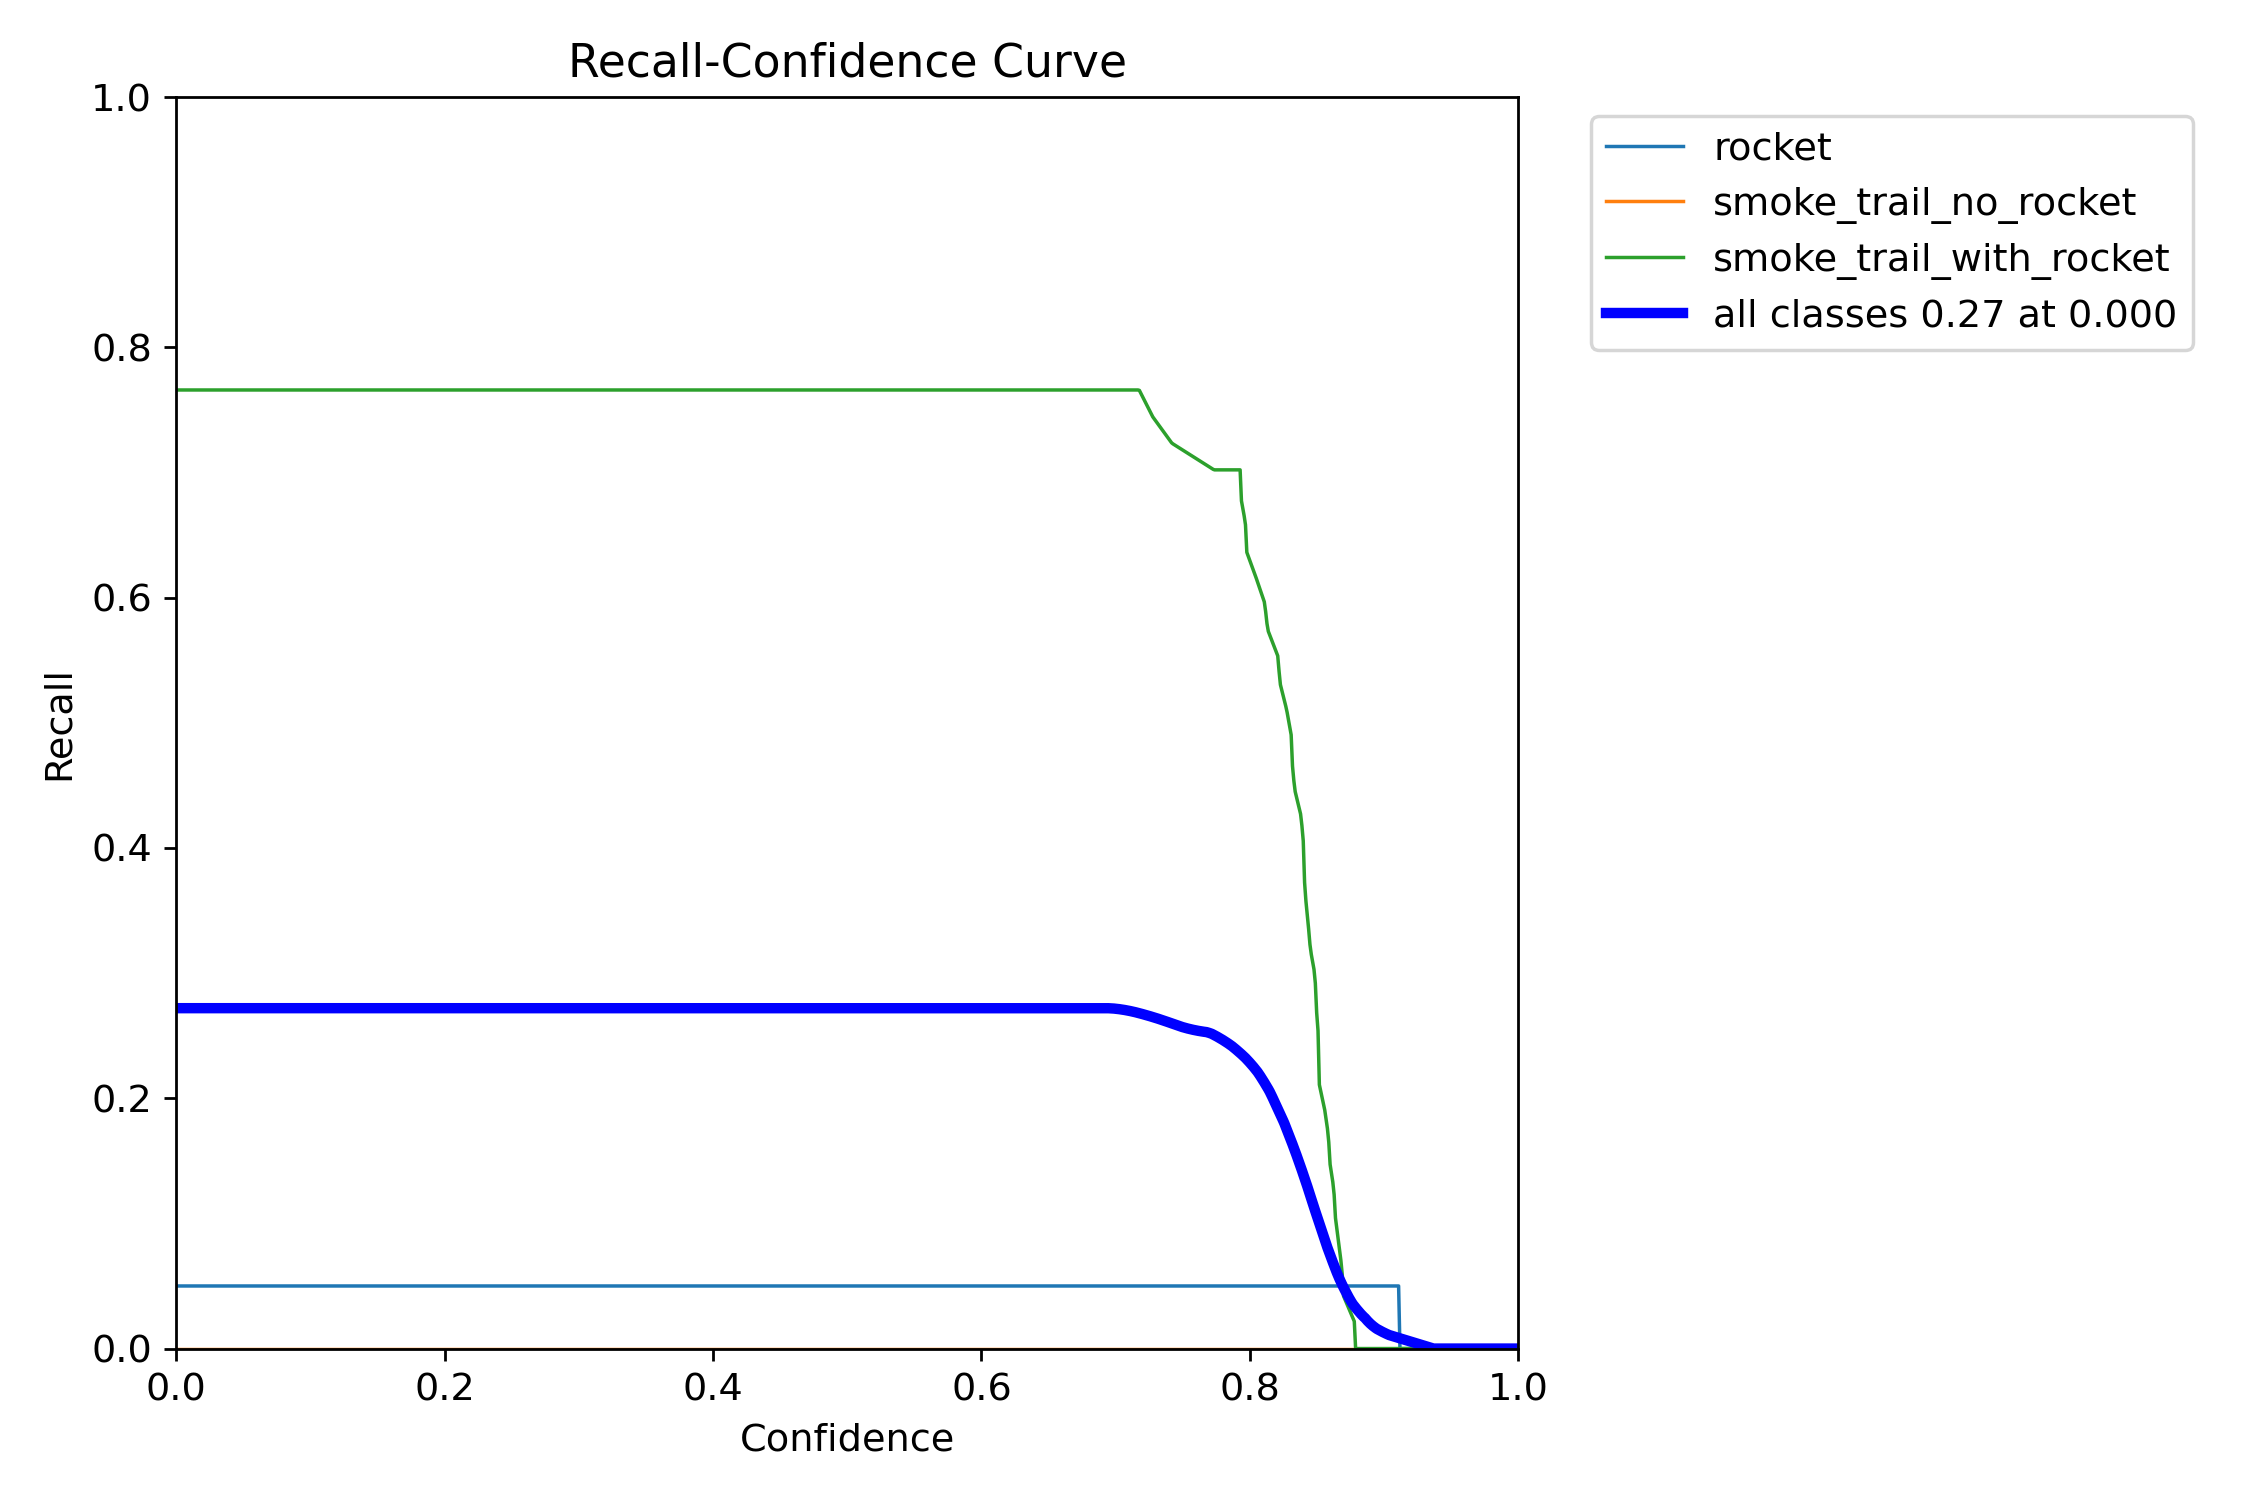 Recall-Confidence Curve
1.0
0.8
0.6
0.4
0.2
0.0
Recall
0.0 0.2 0.4 0.6 0.8 1.0
Confidence
rocket
smoke_trail_no_rocket
smoke_trail_with_rocket
all classes 0.27 at 0.000